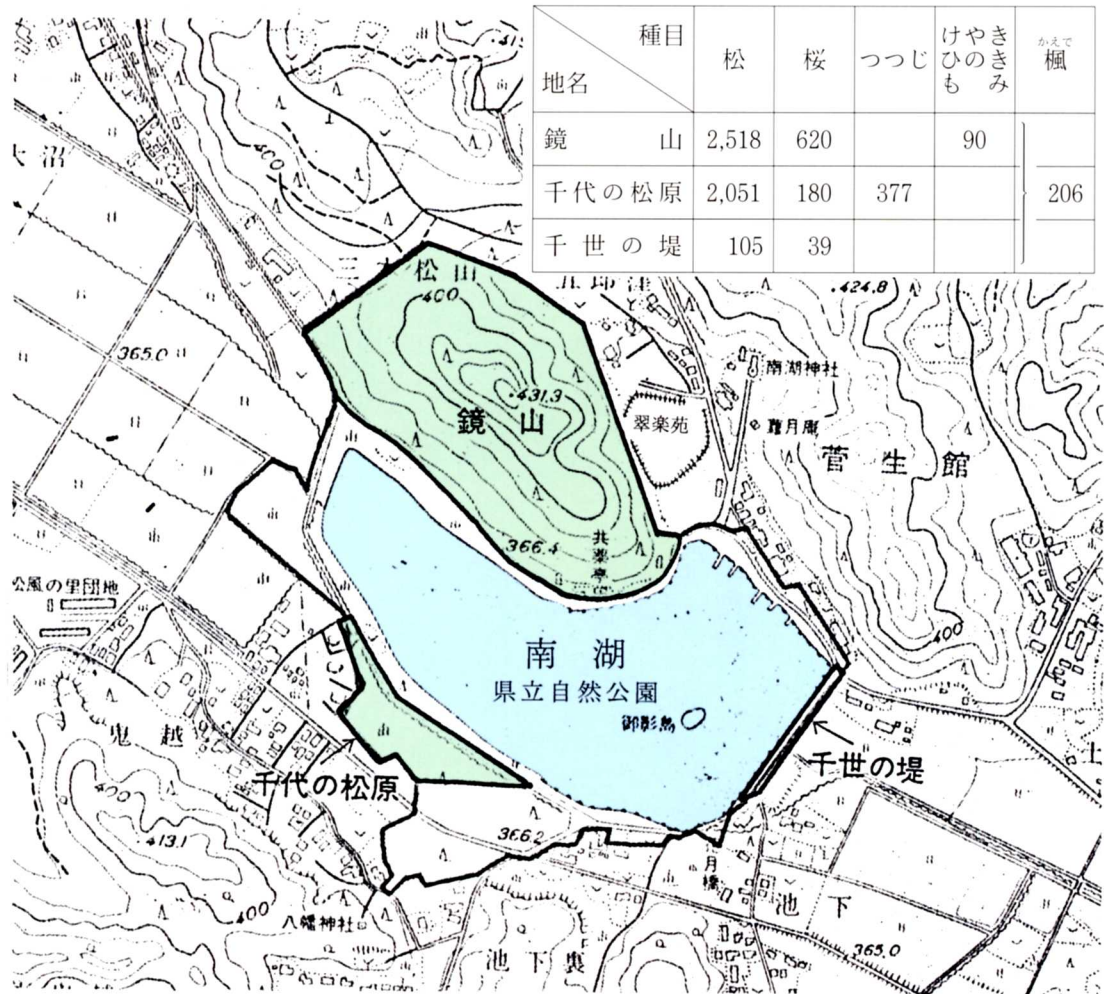 種目
地名
松
桜
つつじ
けやき
ひのき
もみ
かえで
楓
鏡山 2,518 620 90
千代の松原 2,051 180 377 206
千世の堤 105 39
大沼
400
松山
400
424.8
365.0
431.3
鏡山
翠楽苑
南湖神社
蘿月庵
菅生館
366.4
共楽亭
400
松風の里団地
南湖
県立自然公園
御影島
鬼越
千代の松原
千世の堤
400
413.1
366.2
月橋
池下
400
八幡神社
池下裏
365.0